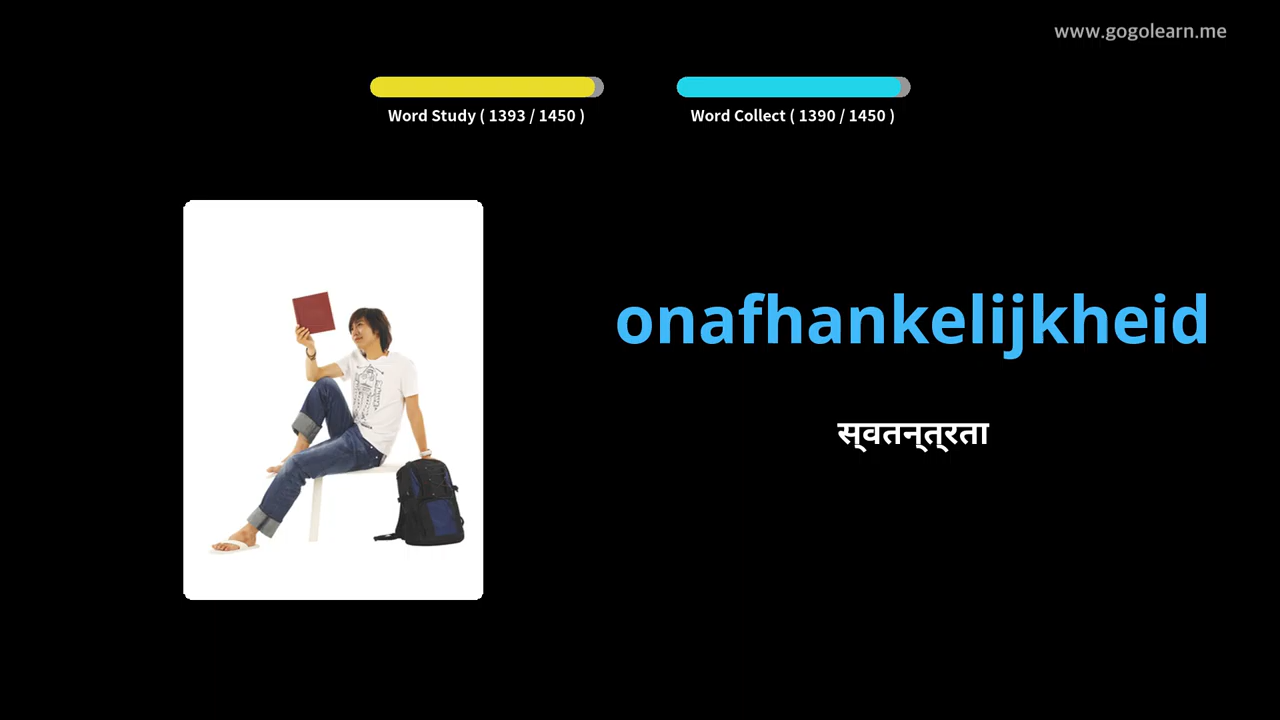 www.gogolearn.me
Word Study ( 1393 / 1450 )
Word Collect ( 1390 / 1450 )
onafhankelijkheid
स्वतन्त्रता